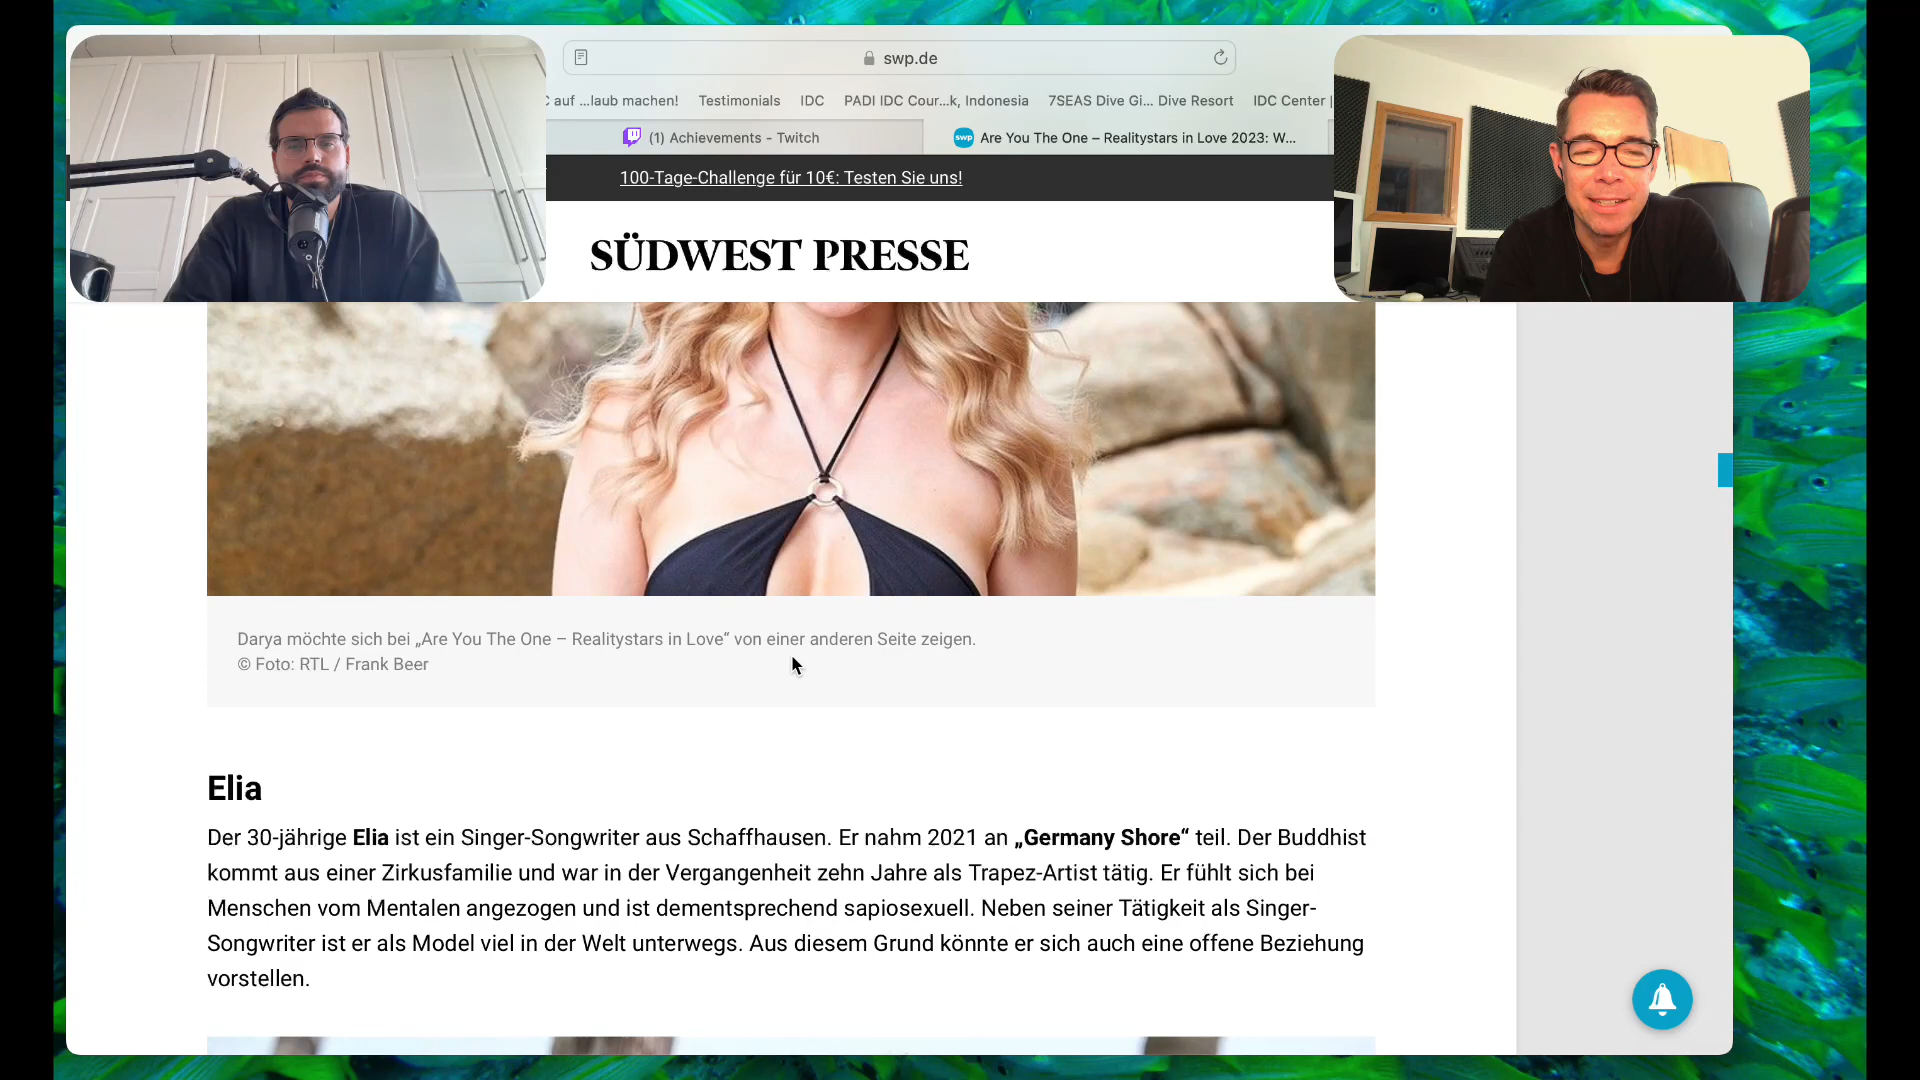 swp.de
auf ...laub machen! Testimonials IDC PADI IDC Cour...k, Indonesia 7SEAS Dive Gi... Dive Resort IDC Center |
(1) Achievements - Twitch
swp Are You The One – Realitystars in Love 2023: W...
100-Tage-Challenge für 10€: Testen Sie uns!
SÜDWEST PRESSE
Darya möchte sich bei „Are You The One – Realitystars in Love“ von einer anderen Seite zeigen.
© Foto: RTL / Frank Beer
Elia
Der 30-jährige Elia ist ein Singer-Songwriter aus Schaffhausen. Er nahm 2021 an „Germany Shore“ teil. Der Buddhist
kommt aus einer Zirkusfamilie und war in der Vergangenheit zehn Jahre als Trapez-Artist tätig. Er fühlt sich bei
Menschen vom Mentalen angezogen und ist dementsprechend sapiosexuell. Neben seiner Tätigkeit als Singer-
Songwriter ist er als Model viel in der Welt unterwegs. Aus diesem Grund könnte er sich auch eine offene Beziehung
vorstellen.